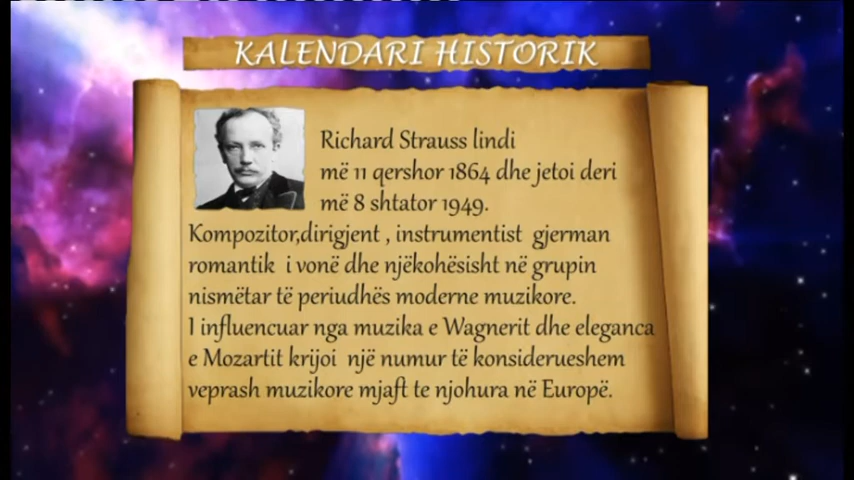 KALENDARI HISTORIK
Richard Strauss lindi
më 11 qershor 1864 dhe jetoi deri
më 8 shtator 1949.
Kompozitor,dirigjent , instrumentist gjerman
romantik i vonë dhe njëkohësisht në grupin
nismëtar të periudhës moderne muzikore.
I influencuar nga muzika e Wagnerit dhe eleganca
e Mozartit krijoi një numur të konsiderueshem
veprash muzikore mjaft te njohura në Europë.